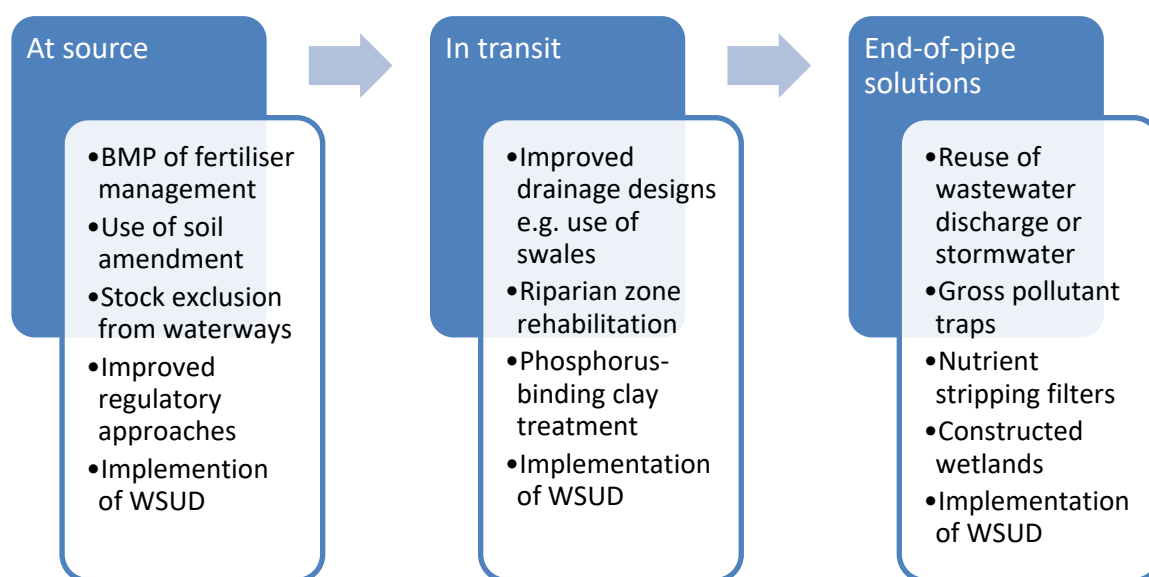 At source
•BMP of fertiliser
management
•Use of soil
amendment
•Stock exclusion
from waterways
•Improved
regulatory
approaches
•Implemention
of WSUD
In transit
•Improved
drainage designs
e.g. use of
swales
•Riparian zone
rehabilitation
•Phosphorus-
binding clay
treatment
•Implementation
of WSUD
End-of-pipe
solutions
•Reuse of
wastewater
discharge or
stormwater
•Gross pollutant
traps
•Nutrient
stripping filters
•Constructed
wetlands
•Implementation
of WSUD